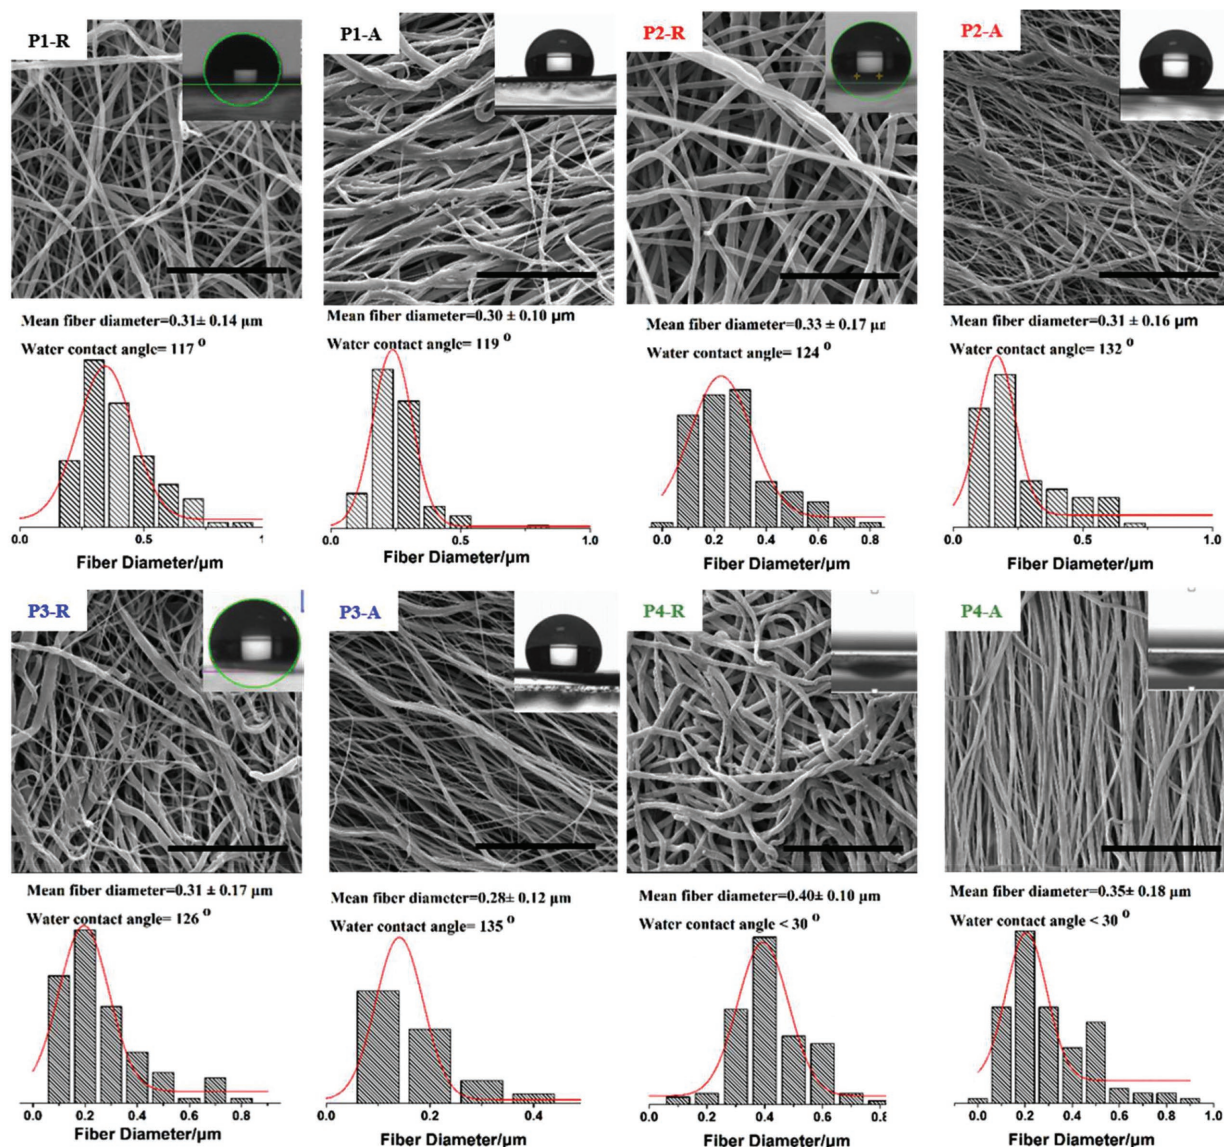 P1-R
P1-A
P2-R
P2-A
Mean fiber diameter=0.31± 0.14 μm
Water contact angle= 117 o
Mean fiber diameter=0.30 ± 0.10 μm
Water contact angle= 119 o
Mean fiber diameter=0.33 ± 0.17 μm
Water contact angle= 124 o
Mean fiber diameter=0.31 ± 0.16 μm
Water contact angle= 132 o
0.0 0.5 1
Fiber Diameter/μm
0.0 0.5 1.0
Fiber Diameter/μm
0.0 0.2 0.4 0.6 0.8
Fiber Diameter/μm
0.0 0.5 1.0
Fiber Diameter/μm
P3-R
P3-A
P4-R
P4-A
Mean fiber diameter=0.31 ± 0.17 μm
Water contact angle= 126 o
Mean fiber diameter=0.28± 0.12 μm
Water contact angle= 135 o
Mean fiber diameter=0.40± 0.10 μm
Water contact angle < 30 o
Mean fiber diameter=0.35± 0.18 μm
Water contact angle < 30 o
0.0 0.2 0.4 0.6 0.8
Fiber Diameter/μm
0.0 0.2 0.4
Fiber Diameter/μm
0.0 0.2 0.4 0.6 0.8
Fiber Diameter/μm
0.0 0.2 0.4 0.6 0.8 1.0
Fiber Diameter/μm